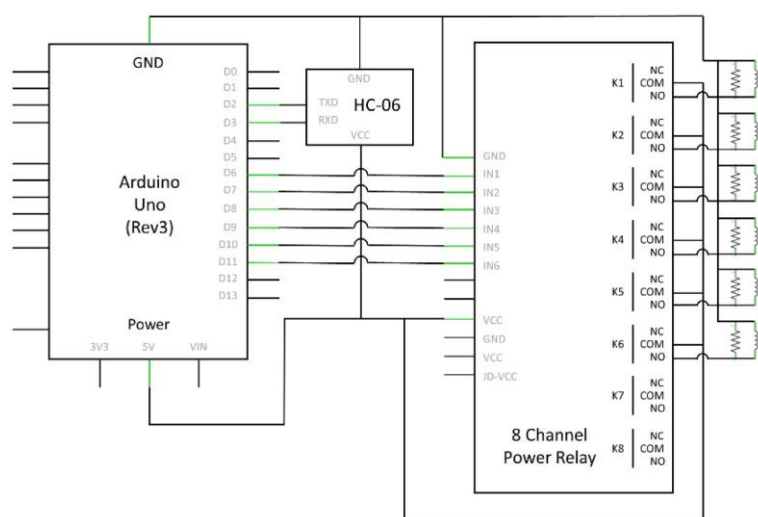 GND
D0
D1
D2
D3
D4
D5
D6
D7
D8
D9
D10
D11
D12
D13
Arduino
Uno
(Rev3)
Power
3V3
5V
VIN
GND
TXD
HC-06
RXD
VCC
GND
IN1
IN2
IN3
IN4
IN5
IN6
VCC
GND
VCC
JD-VCC
8 Channel
Power Relay
NC
K1 COM
NO
NC
K2 COM
NO
NC
K3 COM
NO
NC
K4 COM
NO
NC
K5 COM
NO
NC
K6 COM
NO
NC
K7 COM
NO
NC
K8 COM
NO